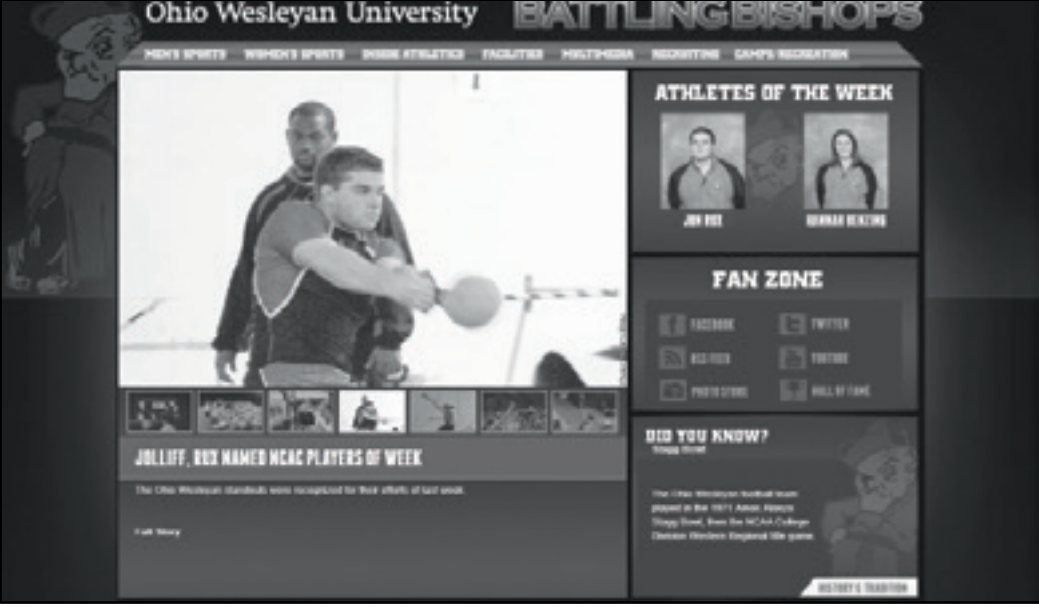 Ohio Wesleyan University BATTLING BISHOPS
MEN'S SPORTS WOMEN'S SPORTS INSIDE ATHLETICS FACILITIES MULTIMEDIA RECRUITING CAMPS/RECREATION
ATHLETES OF THE WEEK
JON RUX HANNAH
FAN ZONE
FACEBOOK TWITTER
RSS FEED YOUTUBE
PHOTO STORE HALL OF FAME
JOLLIFF, RUX NAMED NCAC PLAYERS OF WEEK
The Ohio Wesleyan standouts were recognized for their efforts of last week.
Full Story
DID YOU KNOW?
Stagg Bowl
The Ohio Wesleyan football team
played in the 1971 Amos Alonzo
Stagg Bowl, then the NCAA College
Division Western Regional title game.
HISTORY & TRADITION